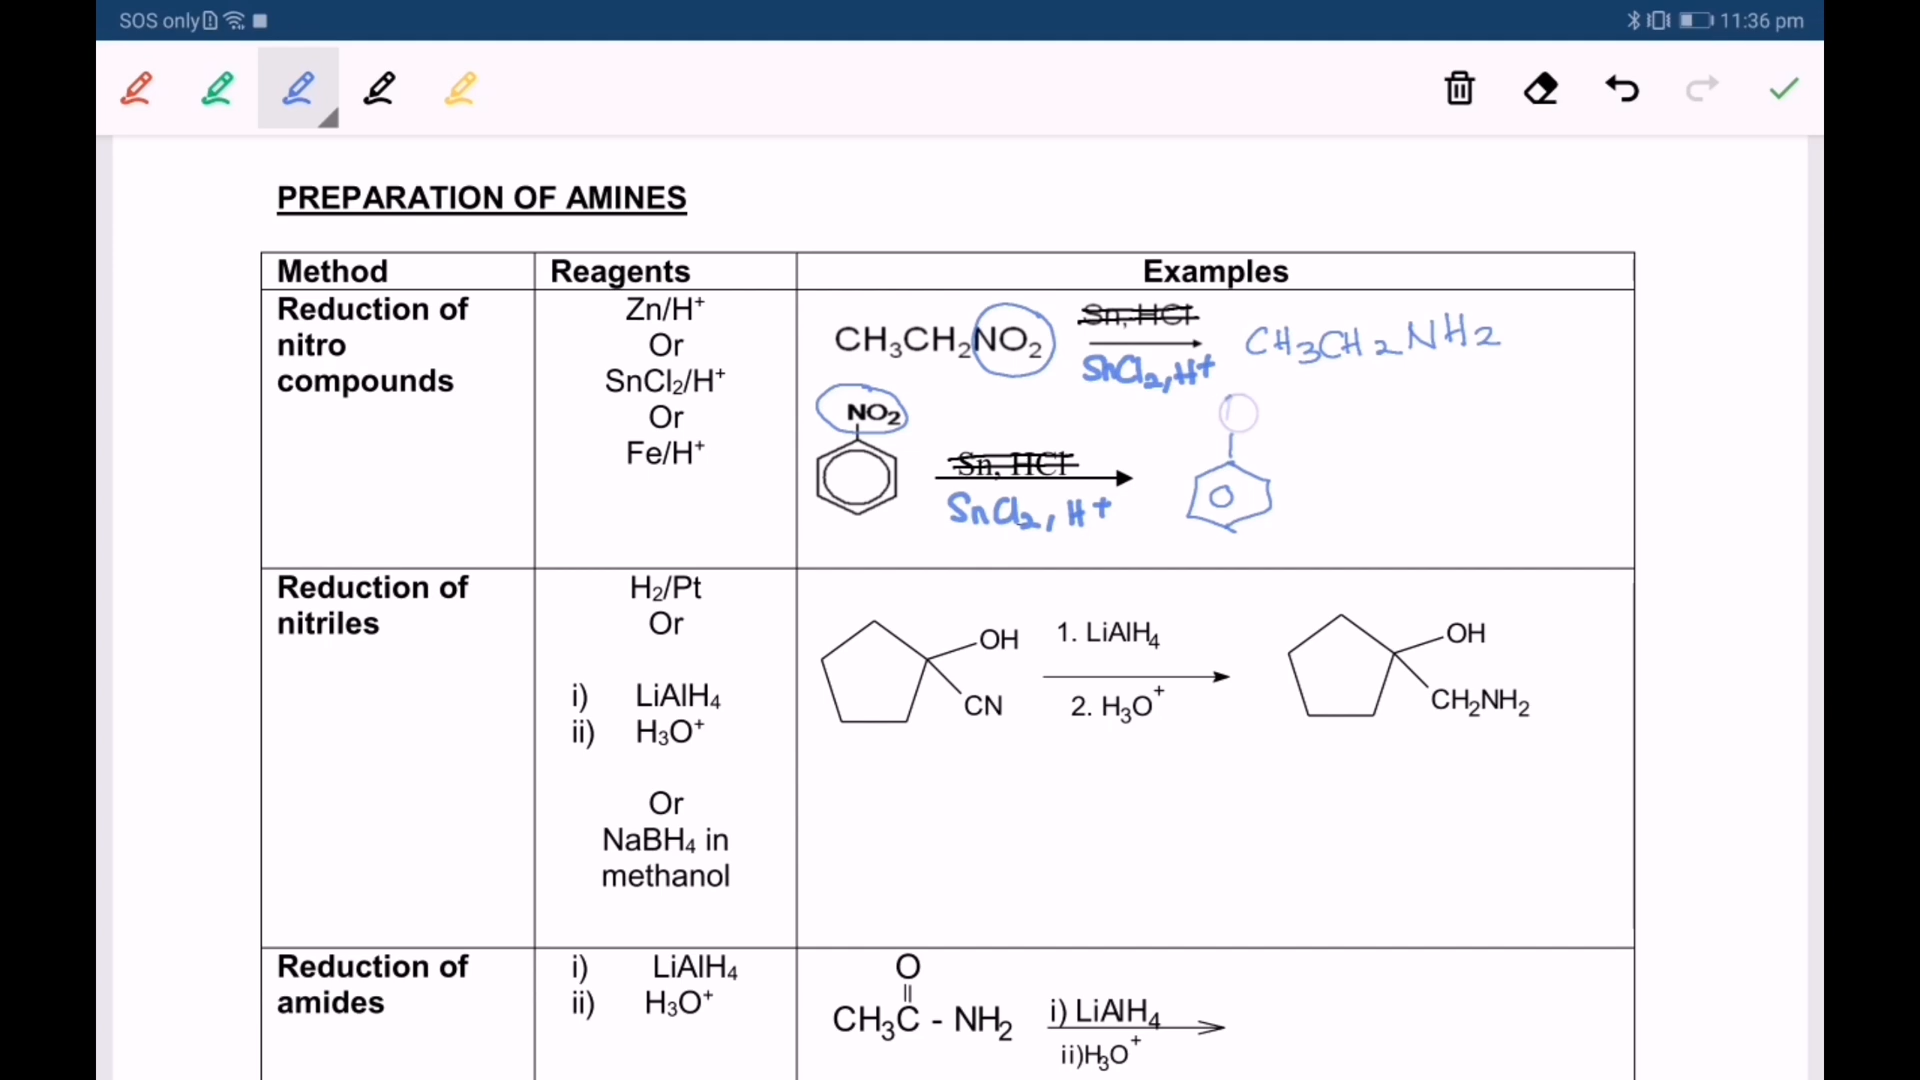 SOS only
11:36 pm
PREPARATION OF AMINES
Method Reagents Examples
Reduction of nitro compounds
Zn/H⁺
Or
SnCl₂/H⁺
Or
Fe/H⁺
CH₃CH₂NO₂ Sn, HCl SnCl₂, H⁺ CH₃CH₂NH₂
NO₂
Sn, HCl
SnCl₂, H⁺
Reduction of nitriles
H₂/Pt
Or
i) LiAlH₄
ii) H₃O⁺
Or
NaBH₄ in
methanol
OH
CN
1. LiAlH₄
2. H₃O⁺
OH
CH₂NH₂
Reduction of amides
i) LiAlH₄
ii) H₃O⁺
O
CH₃C - NH₂
i) LiAlH₄
ii)H₃O⁺